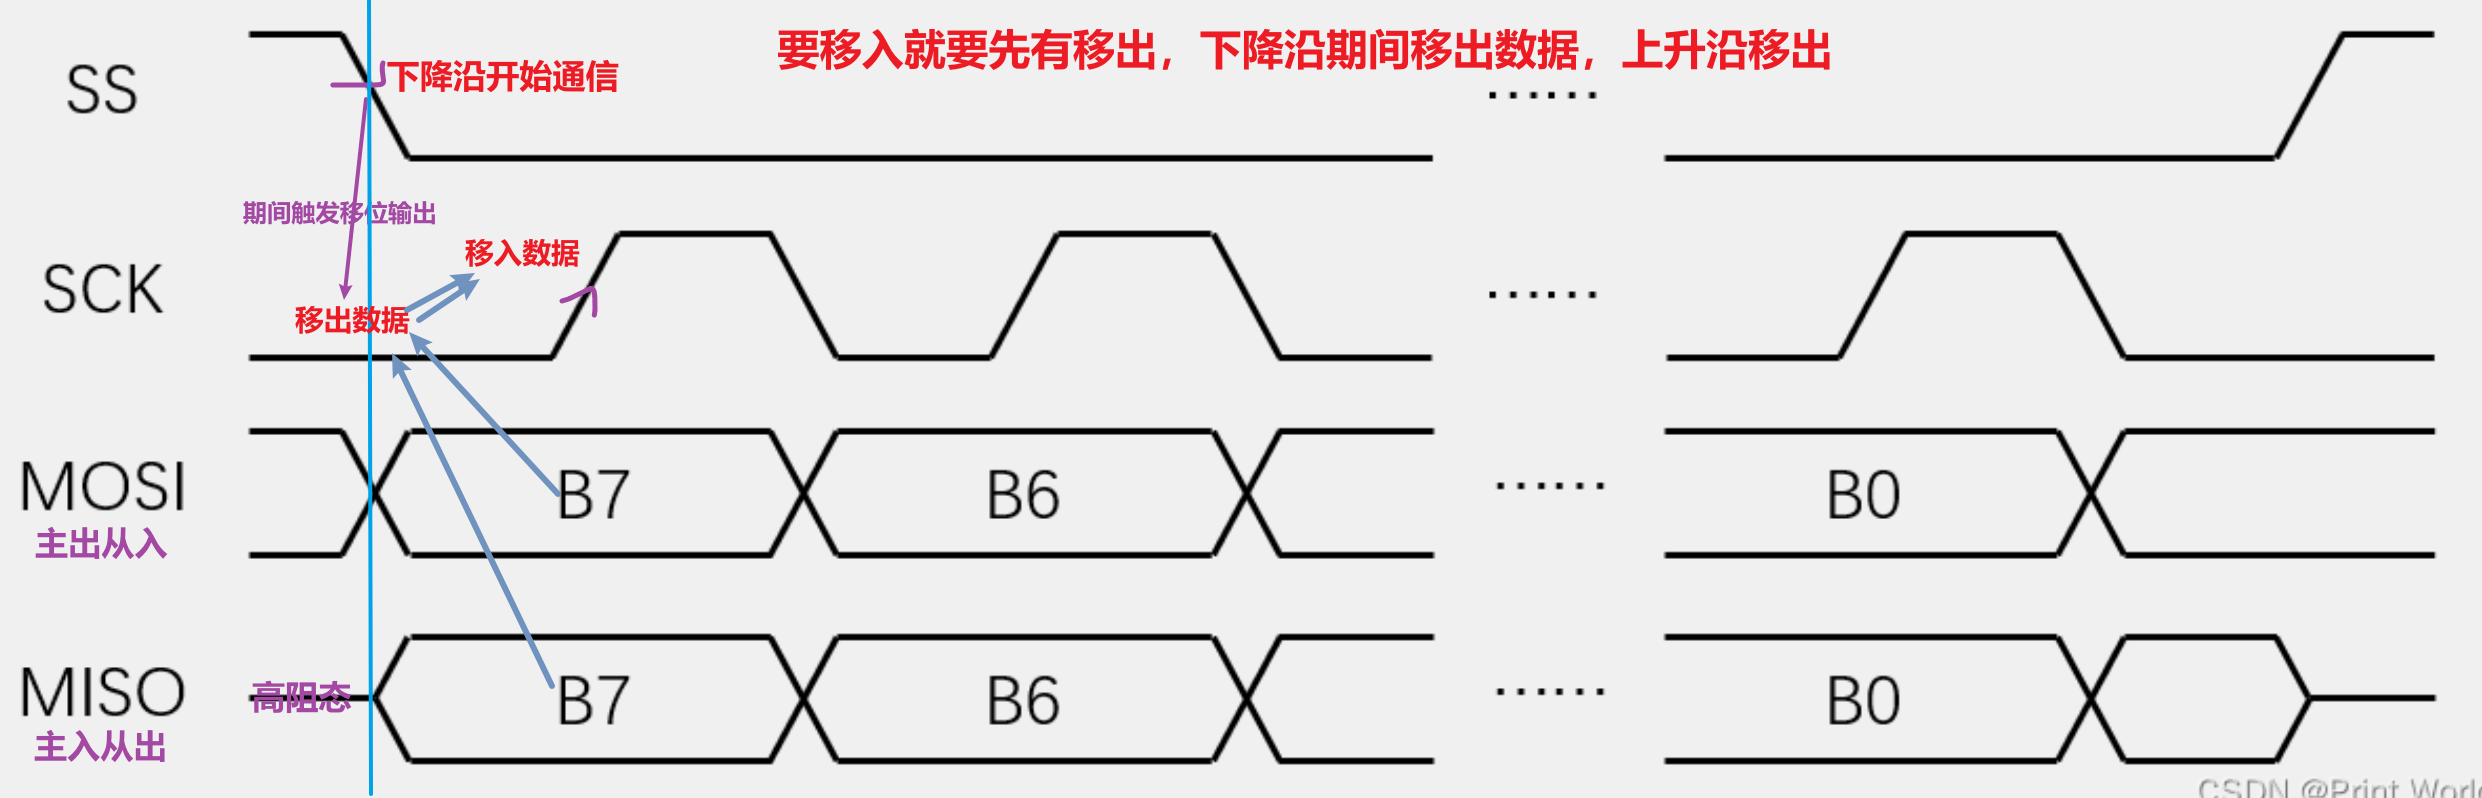 要移入就要先有移出，下降沿期间移出数据，上升沿移出
SS
下降沿开始通信
......
期间触发移位输出
移入数据
SCK
移出数据
......
MOSI
主出从入
B7
B6
......
B0
MISO
高阻态
主入从出
B7
B6
......
B0
CSDN @Print World